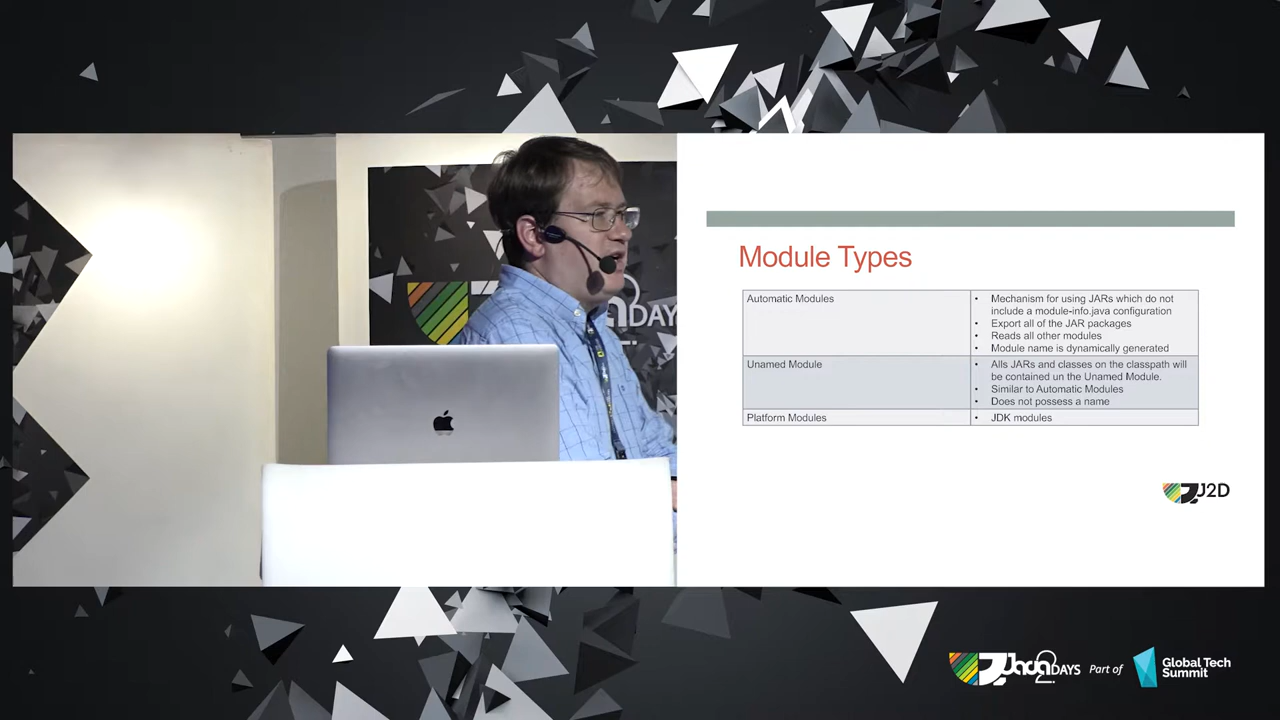 DAY
2.
Module Types
Automatic Modules
• Mechanism for using JARs which do not
include a module-info.java configuration
• Export all of the JAR packages
• Reads all other modules
• Module name is dynamically generated
Unamed Module
• Alls JARs and classes on the classpath will
be contained un the Unamed Module.
• Similar to Automatic Modules
• Does not possess a name
Platform Modules
• JDK modules
J2D
Java2DAYS Part of Global Tech
Summit